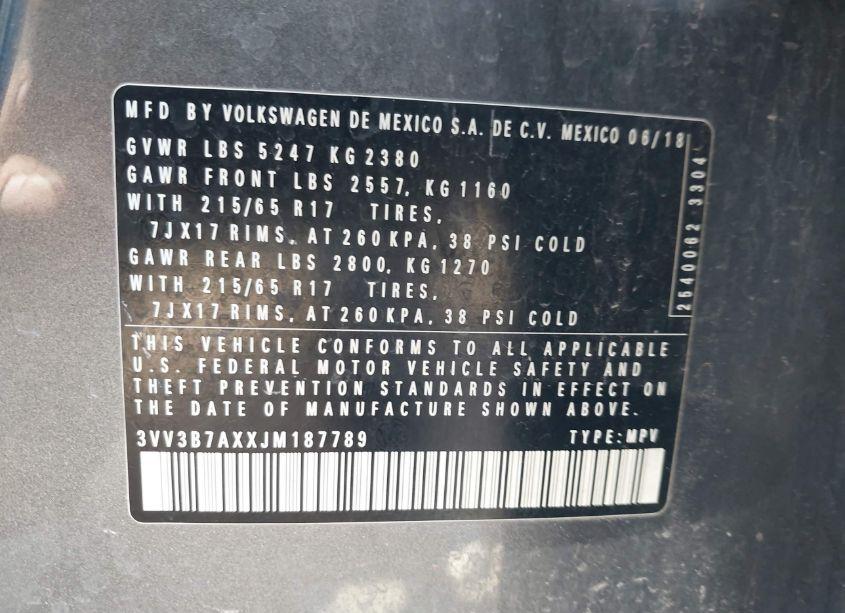 MFD BY VOLKSWAGEN DE MEXICO S.A. DE C.V. MEXICO 06/18
GVWR LBS 5247 KG 2380
GAWR FRONT LBS 2557, KG 1160
WITH 215/65 R17 TIRES,
7JX17 RIMS, AT 260 KPA, 38 PSI COLD
GAWR REAR LBS 2800, KG 1270
WITH 215/65 R17 TIRES,
7JX17 RIMS, AT 260 KPA, 38 PSI COLD
2540062 3304
THIS VEHICLE CONFORMS TO ALL APPLICABLE
U.S. FEDERAL MOTOR VEHICLE SAFETY AND
THEFT PREVENTION STANDARDS IN EFFECT ON
THE DATE OF MANUFACTURE SHOWN ABOVE.
3VV3B7AXXJM187789 TYPE:MPV